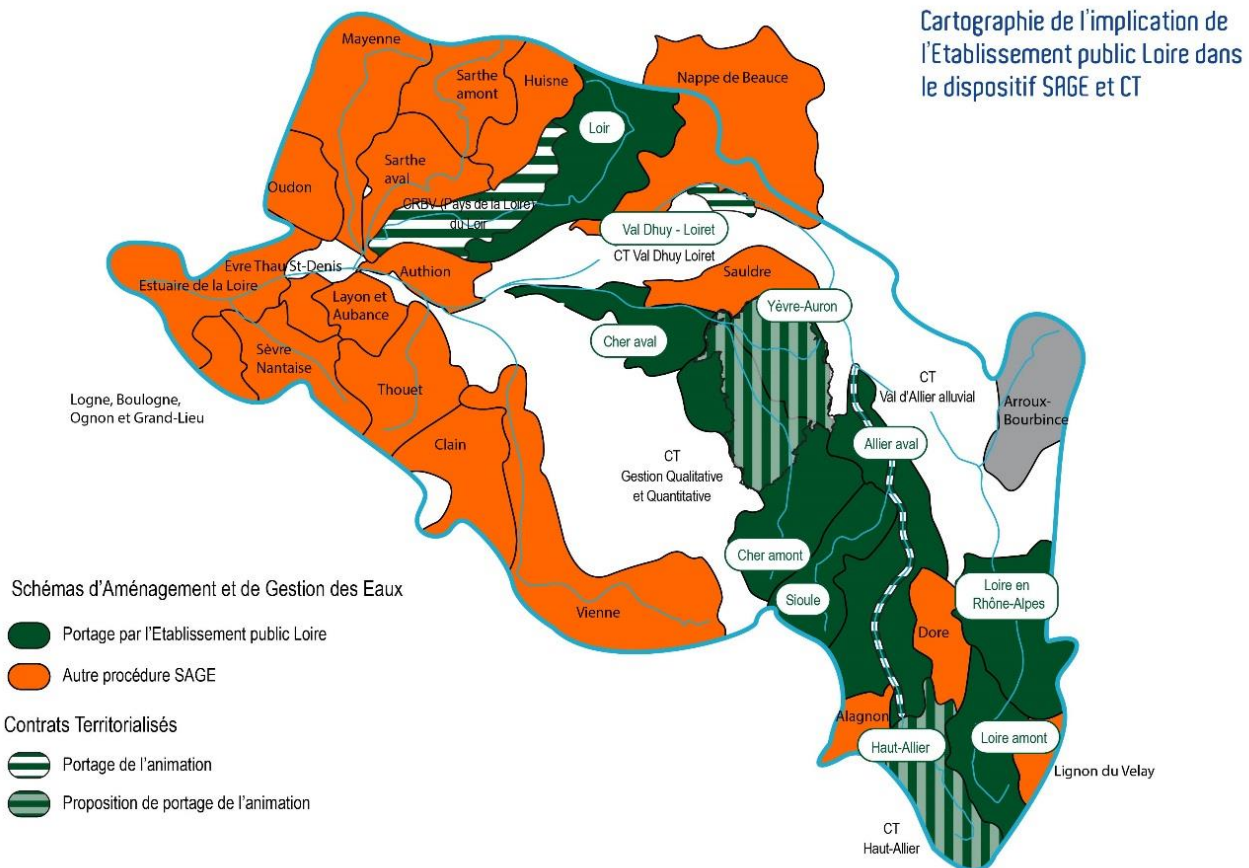 Cartographie de l'implication de
l'Etablissement public Loire dans
le dispositif SAGE et CT
Mayenne
Sarthe
amont
Huisne
Nappe de Beauce
Loir
Sarthe
aval
Oudon
CRBV (Pays de la Loire)
du Loir
Val Dhuy - Loiret
CT Val Dhuy Loiret
Evre Thau St-Denis
Authion
Estuaire de la Loire
Sauldre
Layon et
Aubance
Yèvre-Auron
Cher aval
Sèvre
Nantaise
Thouet
CT
Val d'Allier alluvial
Arroux-
Bourbince
Logne, Boulogne,
Ognon et Grand-Lieu
Clain
Allier aval
CT
Gestion Qualitative
et Quantitative
Cher amont
Sioule
Loire en
Rhône-Alpes
Vienne
Dore
Schémas d'Aménagement et de Gestion des Eaux
Portage par l'Etablissement public Loire
Autre procédure SAGE
Contrats Territorialisés
Portage de l'animation
Proposition de portage de l'animation
Alagnon
Haut-Allier
Loire amont
Lignon du Velay
CT
Haut-Allier